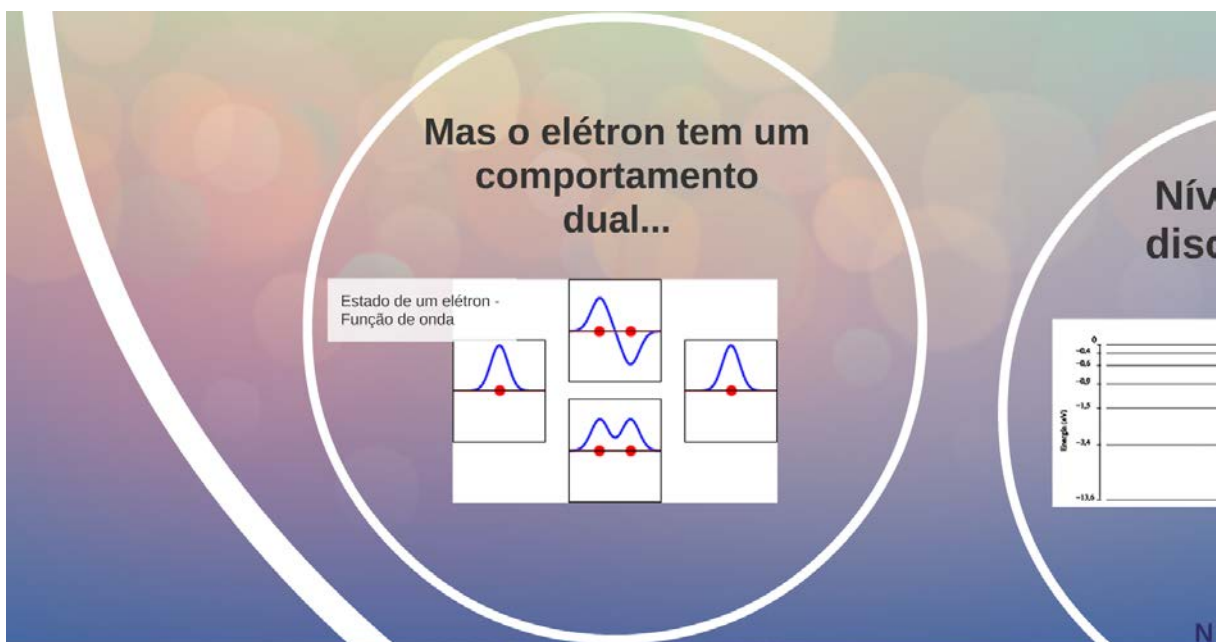 Mas o elétron tem um
comportamento
dual...
Estado de um elétron -
Função de onda
Nív
disc
0
-0,4
-0,6
-0,9
-1,5
-3,4
-13,6
Energia (eV)
N